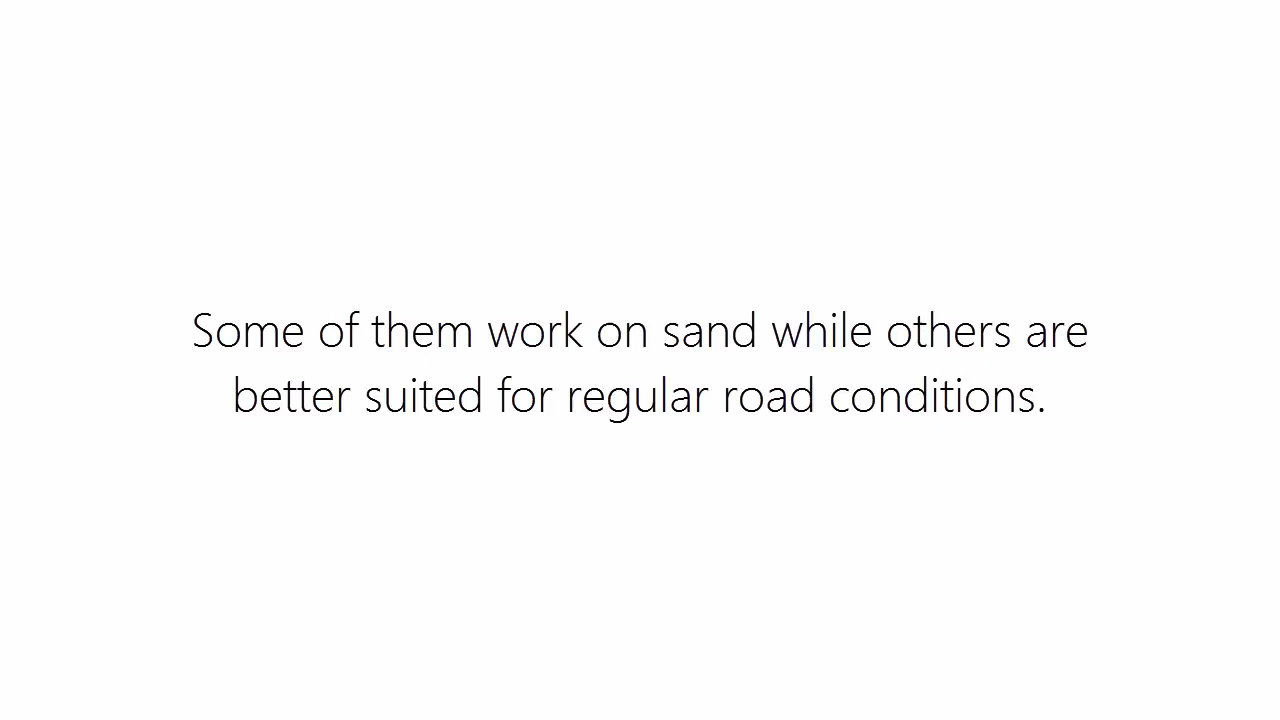 Some of them work on sand while others are
better suited for regular road conditions.